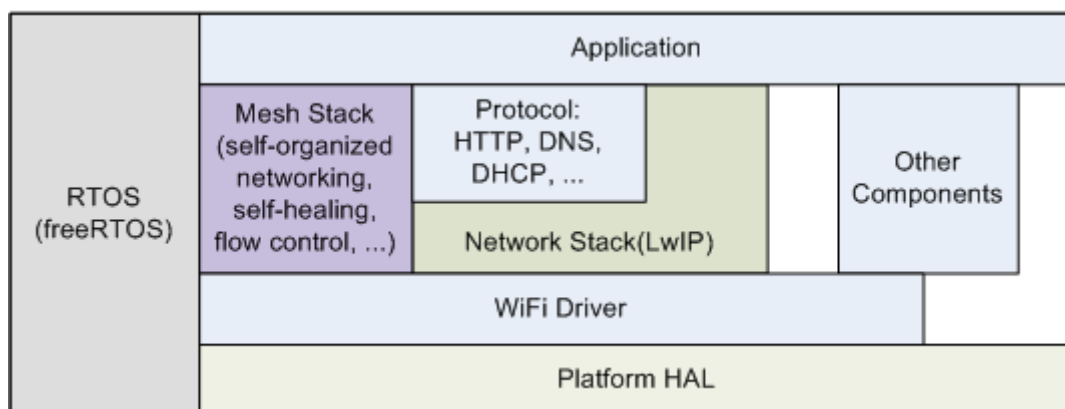 RTOS
(freeRTOS)
Application
Mesh Stack
(self-organized
networking,
self-healing,
flow control, ...)
Protocol:
HTTP, DNS,
DHCP, ...
Network Stack(LwIP)
Other
Components
WiFi Driver
Platform HAL